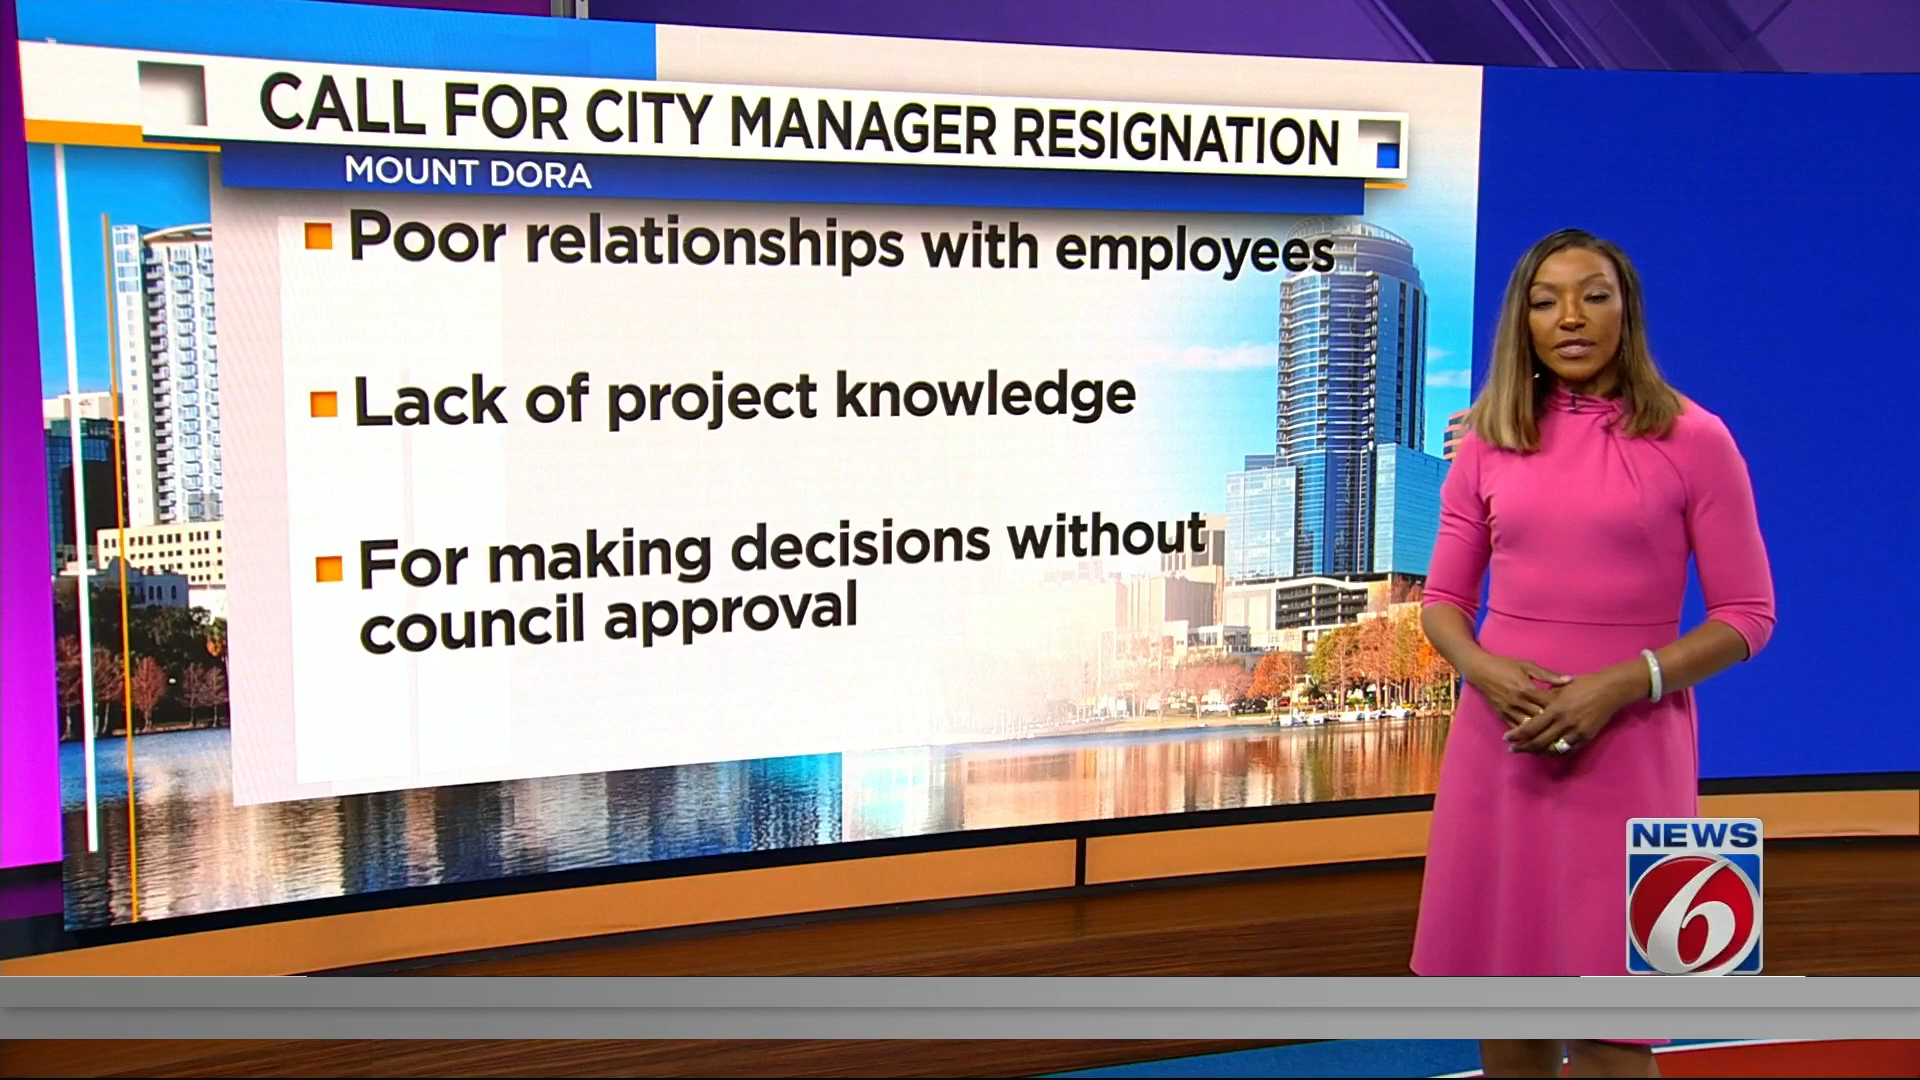 CALL FOR CITY MANAGER RESIGNATION
MOUNT DORA
Poor relationships with employees
Lack of project knowledge
For making decisions without
council approval
NEWS
6